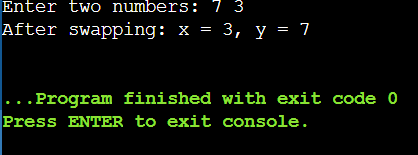 Enter two numbers: 7 3
After swapping: x = 3, y = 7
...Program finished with exit code 0
Press ENTER to exit console.